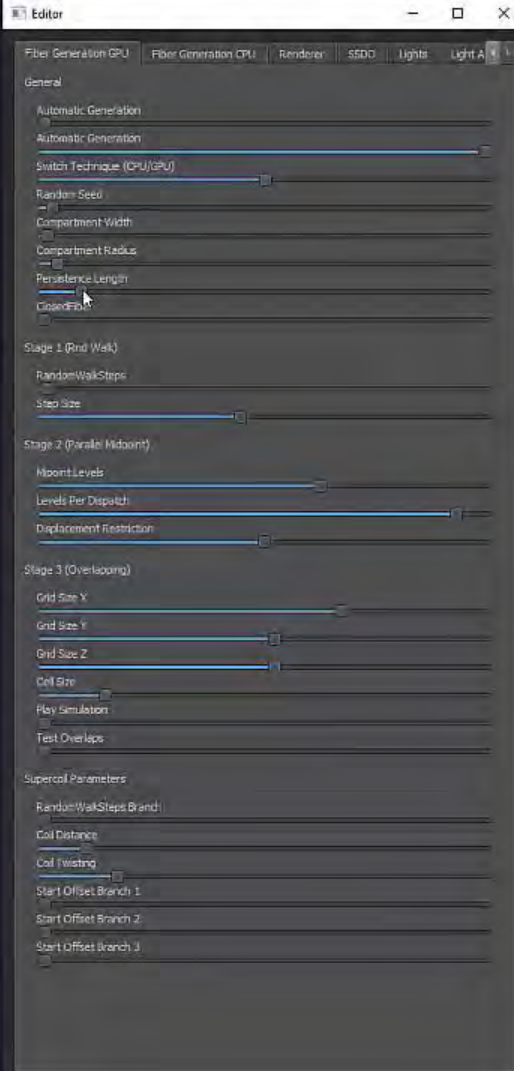 Editor
Fiber Generation GPU Fiber Generation CPU Renderer SSDO Lights Light A
General
Automatic Generation
Automatic Generation
Switch Technique (CPU/GPU)
Random Seed
Compartment Width
Compartment Radius
Persistence Length
ClosedFiber
Stage 1 (Rnd Walk)
RandomWalkSteps
Step Size
Stage 2 (Parallel Midpoint)
Mipoint Levels
Levels Per Dispatch
Displacement Restriction
Stage 3 (Overlapping)
Grid Size X
Grid Size Y
Grid Size Z
Cell Size
Play Simulation
Test Overlaps
Supercoil Parameters
RandomWalkSteps Branch
Coil Distance
Coil Twisting
Start Offset Branch 1
Start Offset Branch 2
Start Offset Branch 3